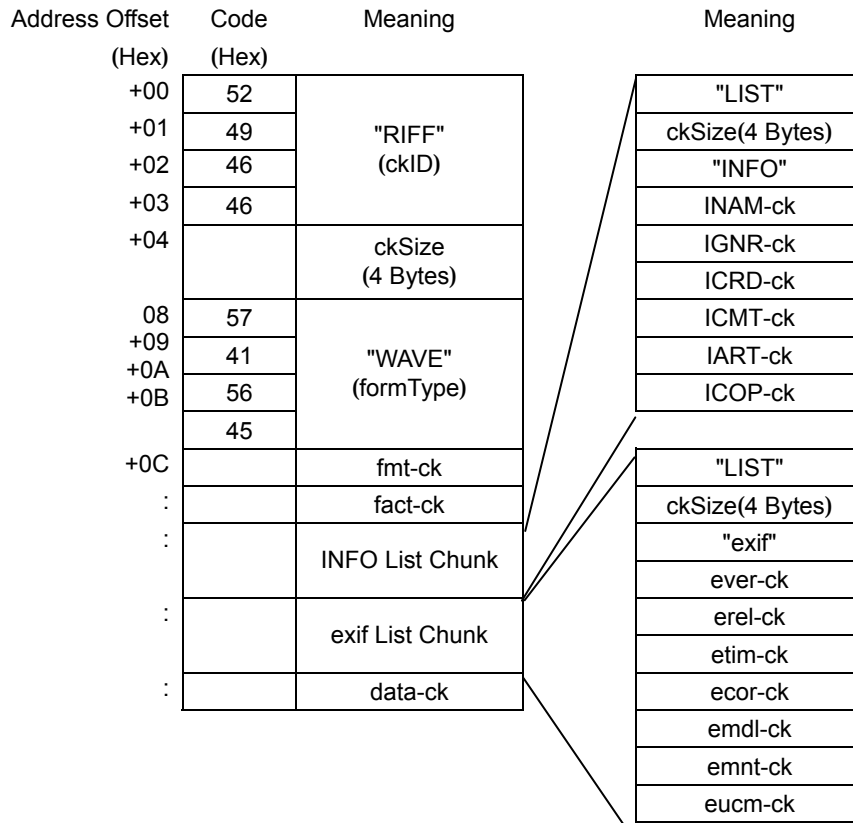 Address Offset Code Meaning Meaning
(Hex) (Hex)
+00 52
+01 49
+02 46
+03 46
"RIFF"
(ckID)
+04 ckSize
(4 Bytes)
08 57
+09 41
+0A 56
+0B 45
"WAVE"
(formType)
+0C fmt-ck
: fact-ck
: INFO List Chunk
: exif List Chunk
: data-ck
"LIST"
ckSize(4 Bytes)
"INFO"
INAM-ck
IGNR-ck
ICRD-ck
ICMT-ck
IART-ck
ICOP-ck
"LIST"
ckSize(4 Bytes)
"exif"
ever-ck
erel-ck
etim-ck
ecor-ck
emdl-ck
emnt-ck
eucm-ck